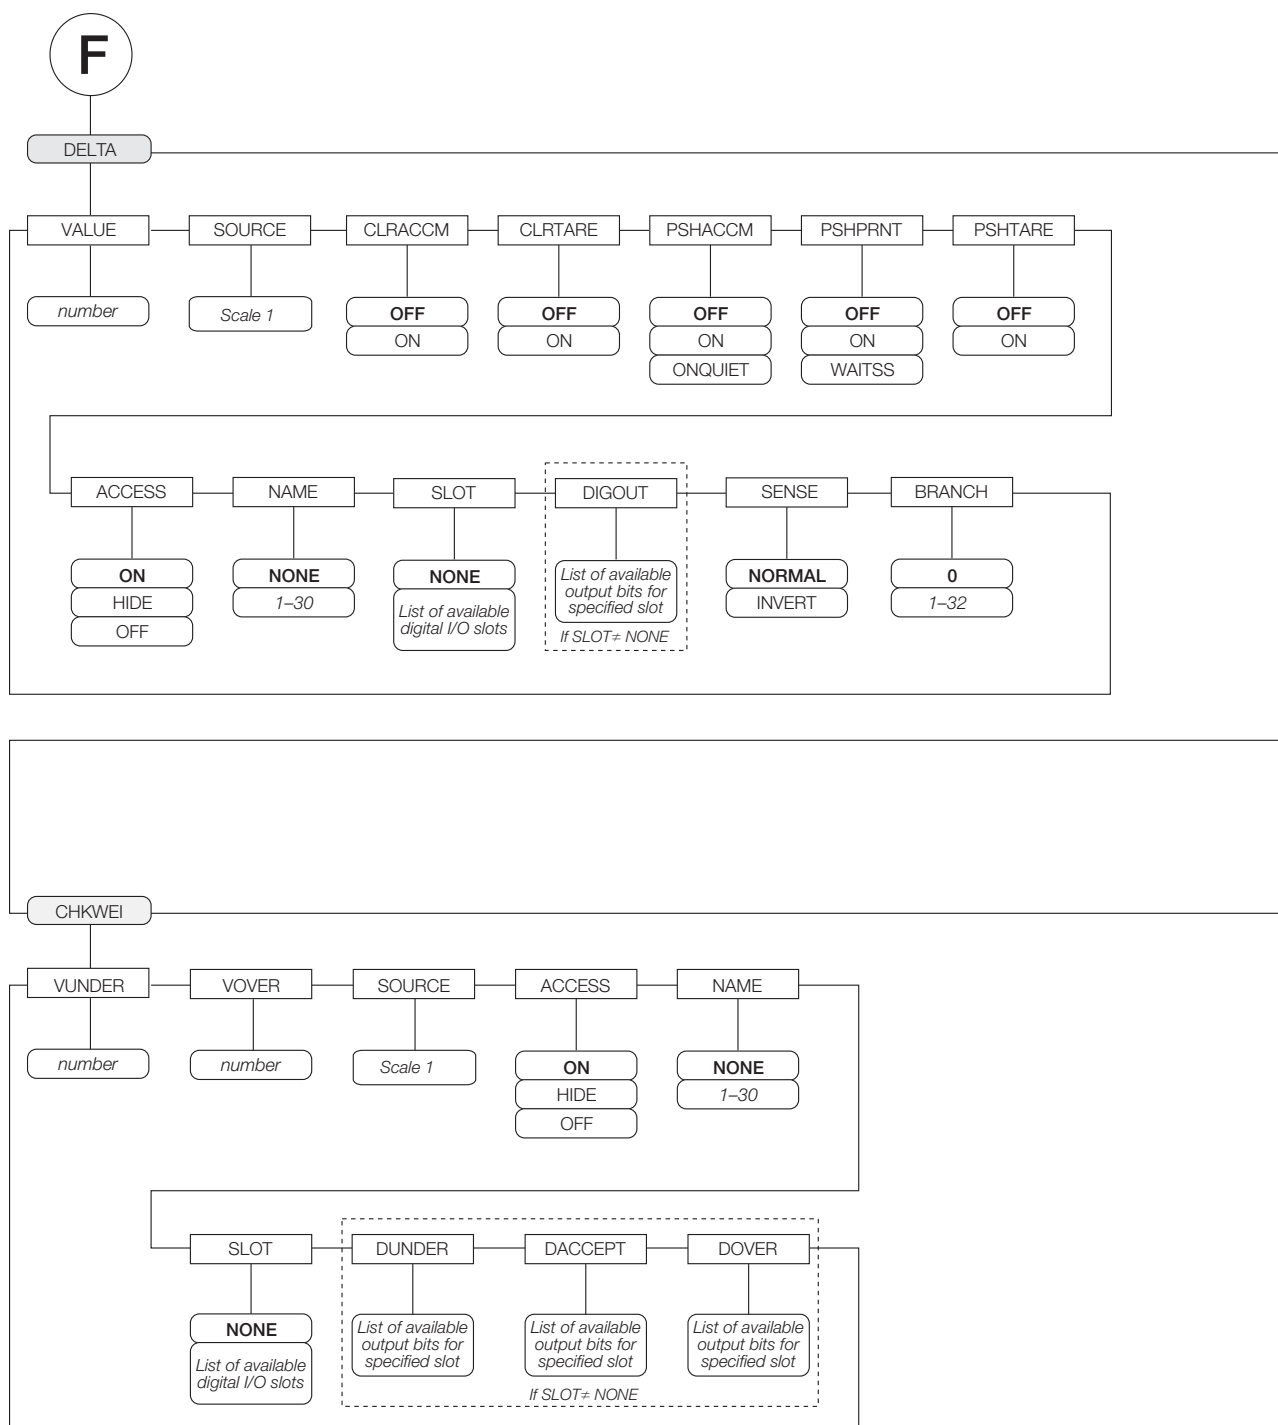 F
DELTA
VALUE SOURCE CLRACCM CLRTARE PSHACCM PSHPRNT PSHTARE
number Scale 1 OFF OFF OFF OFF OFF
ON ON ON ON ON
ONQUIET WAITSS
ACCESS NAME SLOT DIGOUT SENSE BRANCH
ON
HIDE
OFF
NONE
1–30
NONE
List of available
digital I/O slots
List of available
output bits for
specified slot
If SLOT≠ NONE
NORMAL
INVERT
0
1–32
CHKWEI
VUNDER VOVER SOURCE ACCESS NAME
number number Scale 1
ON
HIDE
OFF
NONE
1–30
SLOT DUNDER DACCEPT DOVER
NONE
List of available
digital I/O slots
List of available
output bits for
specified slot
List of available
output bits for
specified slot
List of available
output bits for
specified slot
If SLOT≠ NONE